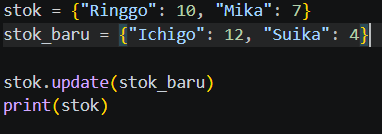 stok = {"Ringgo": 10, "Mika": 7}
stok_baru = {"Ichigo": 12, "Suika": 4}

stok.update(stok_baru)
print(stok)